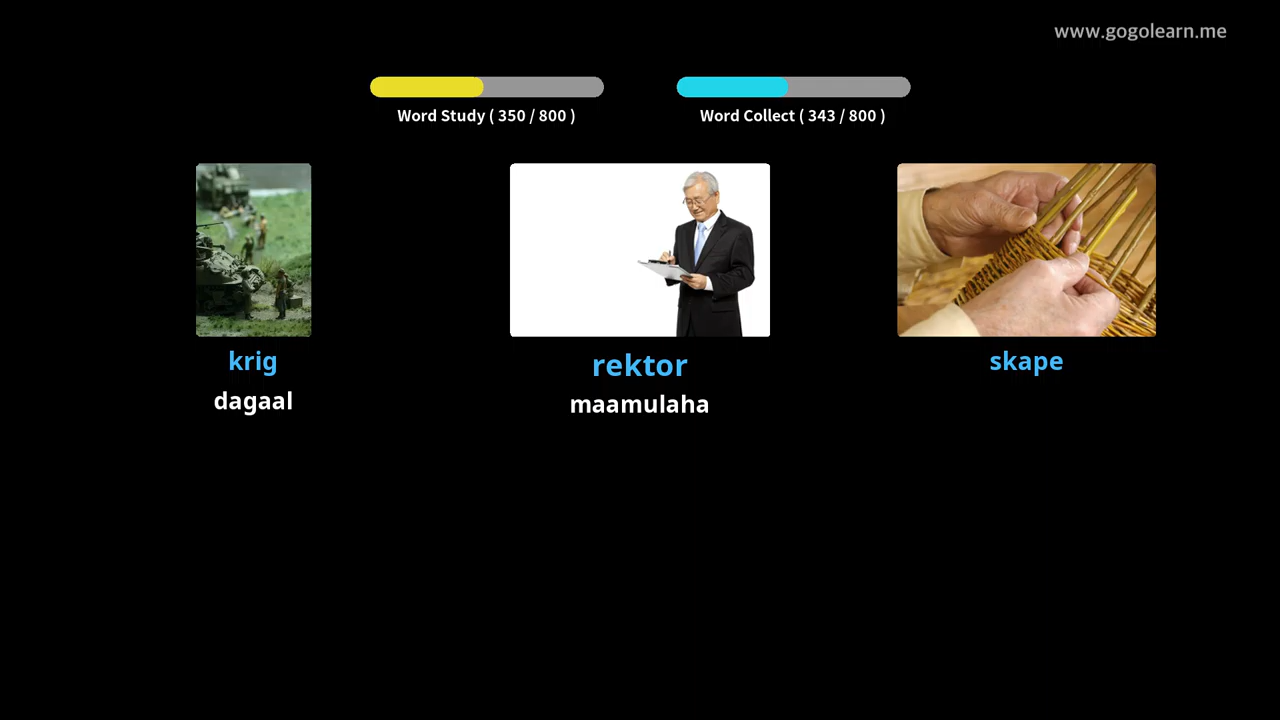 www.gogolearn.me
Word Study ( 350 / 800 )
Word Collect ( 343 / 800 )
krig
rektor
skape
dagaal
maamulaha